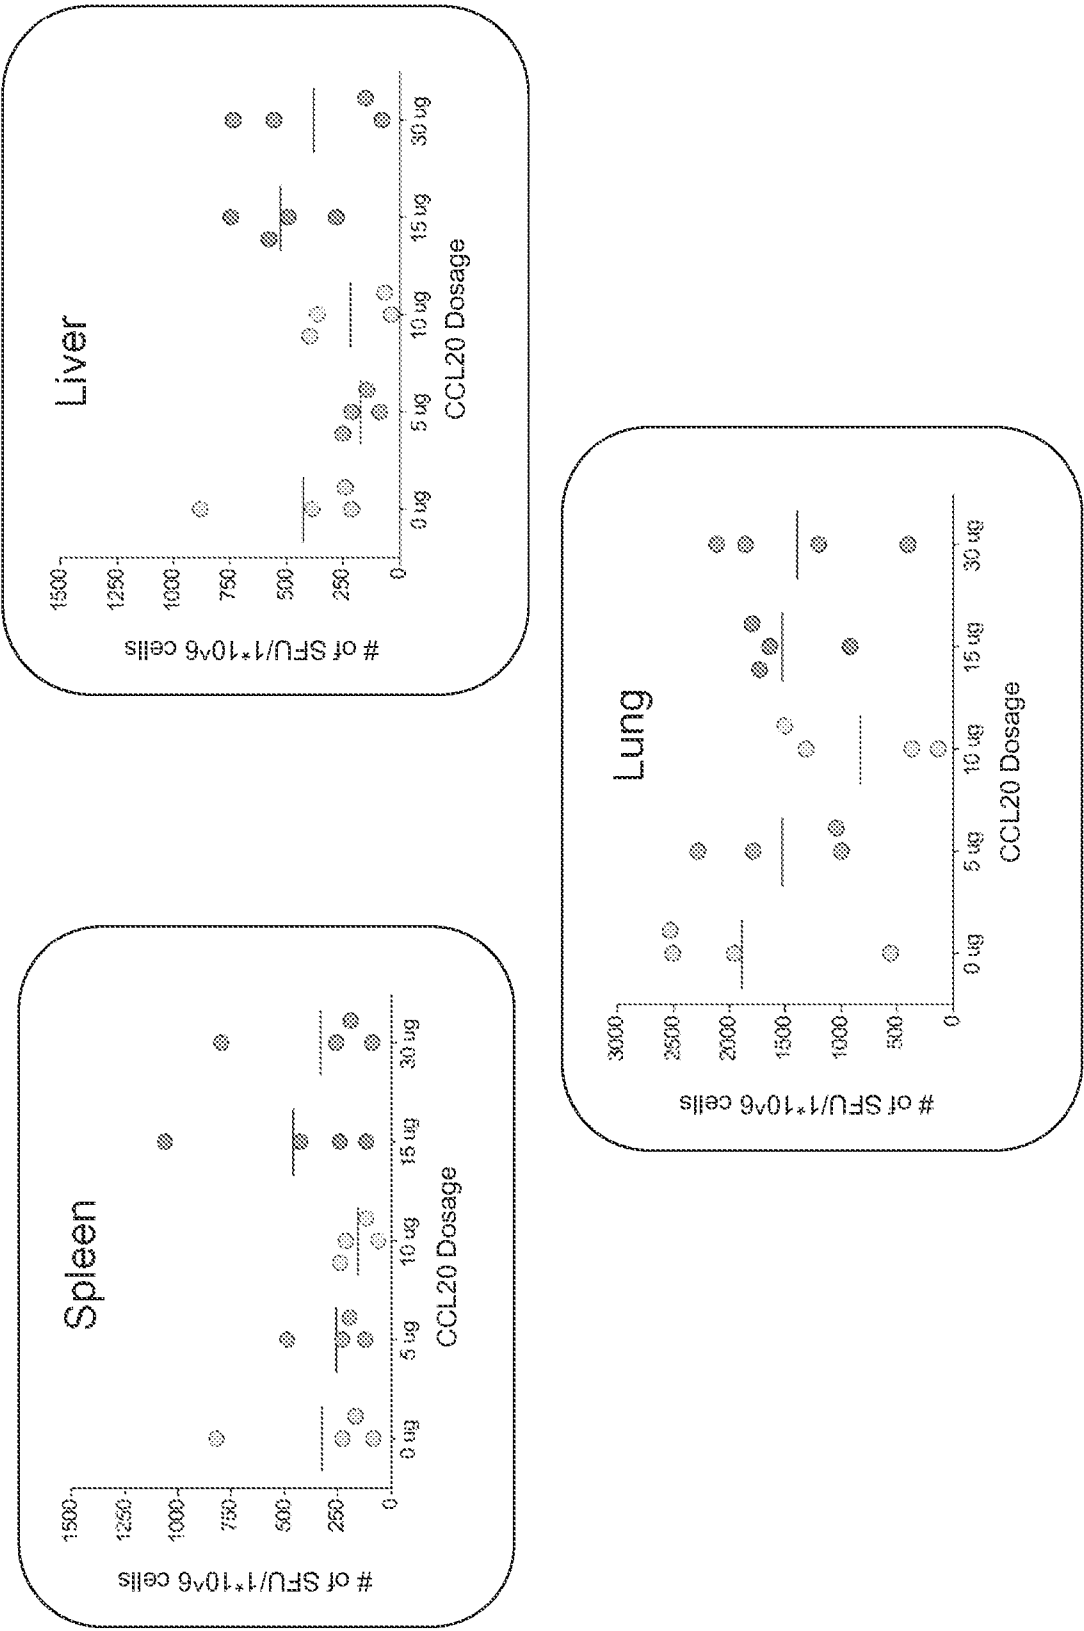 Spleen
# of SFU/1*10^6 cells
1500
1250
1000
750
500
250
0
0 ug
5 ug
10 ug
15 ug
30 ug
CCL20 Dosage
Liver
# of SFU/1*10^6 cells
1500
1250
1000
750
500
250
0
0 ug
5 ug
10 ug
15 ug
30 ug
CCL20 Dosage
Lung
# of SFU/1*10^6 cells
3000
2500
2000
1500
1000
500
0
0 ug
5 ug
10 ug
15 ug
30 ug
CCL20 Dosage